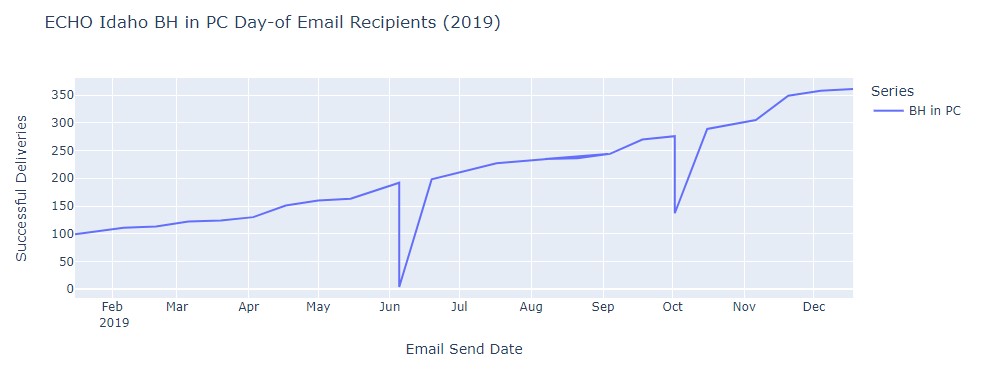 ECHO Idaho BH in PC Day-of Email Recipients (2019)
Series
BH in PC
Successful Deliveries
350
300
250
200
150
100
50
0
Feb Mar Apr May Jun Jul Aug Sep Oct Nov Dec
2019
Email Send Date